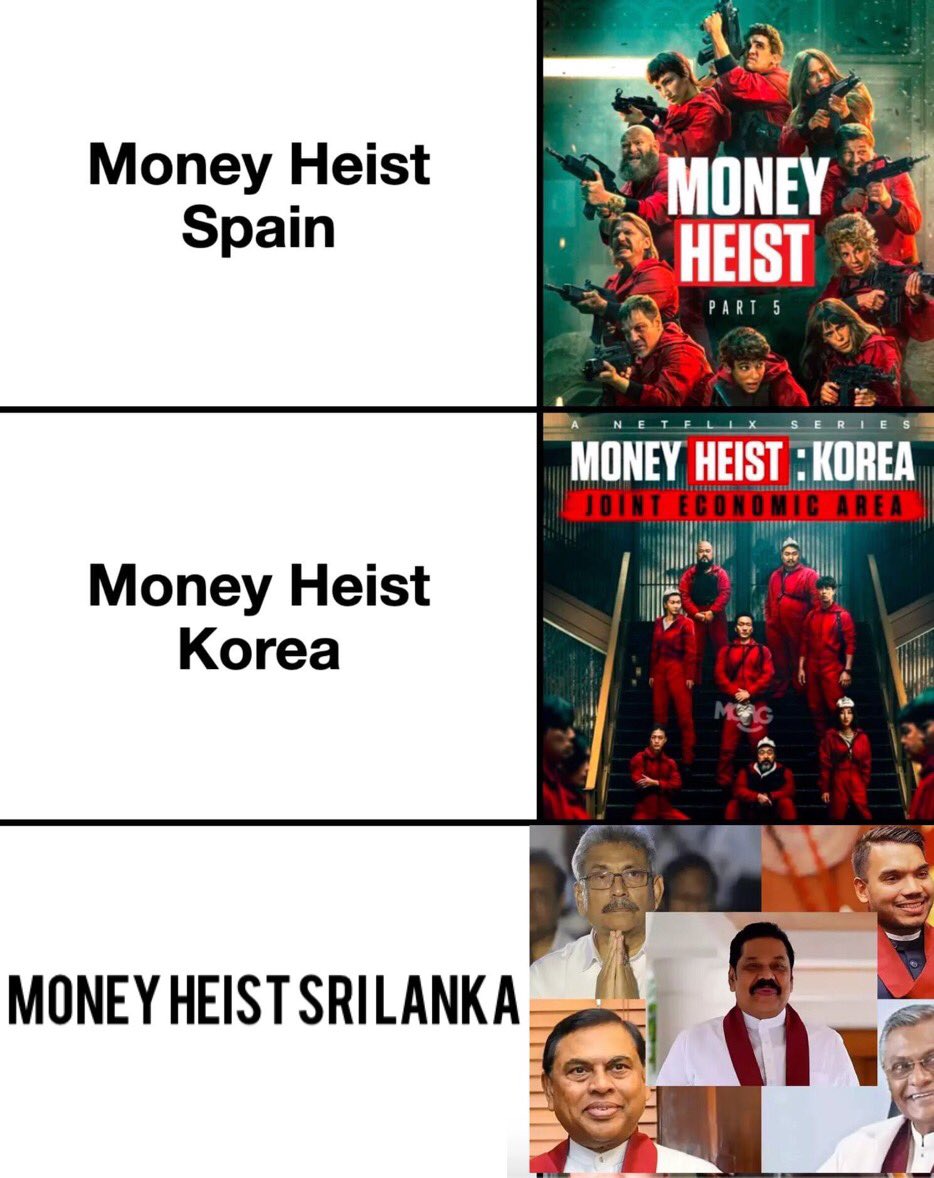 Money Heist
Spain
MONEY
HEIST
PART 5
A NETFLIX SERIES
MONEY HEIST : KOREA
JOINT ECONOMIC AREA
Money Heist
Korea
MONEY HEIST SRI LANKA